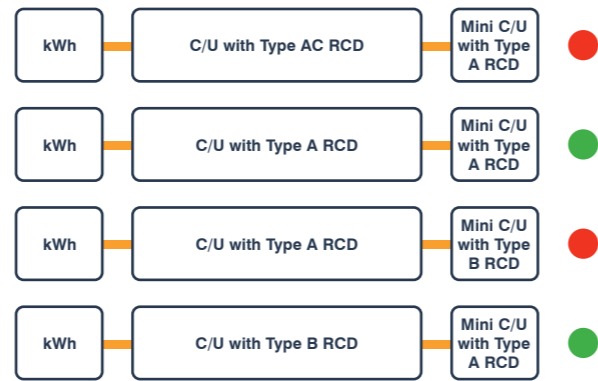 kWh
C/U with Type AC RCD
Mini C/U
with Type
A RCD
kWh
C/U with Type A RCD
Mini C/U
with Type
A RCD
kWh
C/U with Type A RCD
Mini C/U
with Type
B RCD
kWh
C/U with Type B RCD
Mini C/U
with Type
A RCD